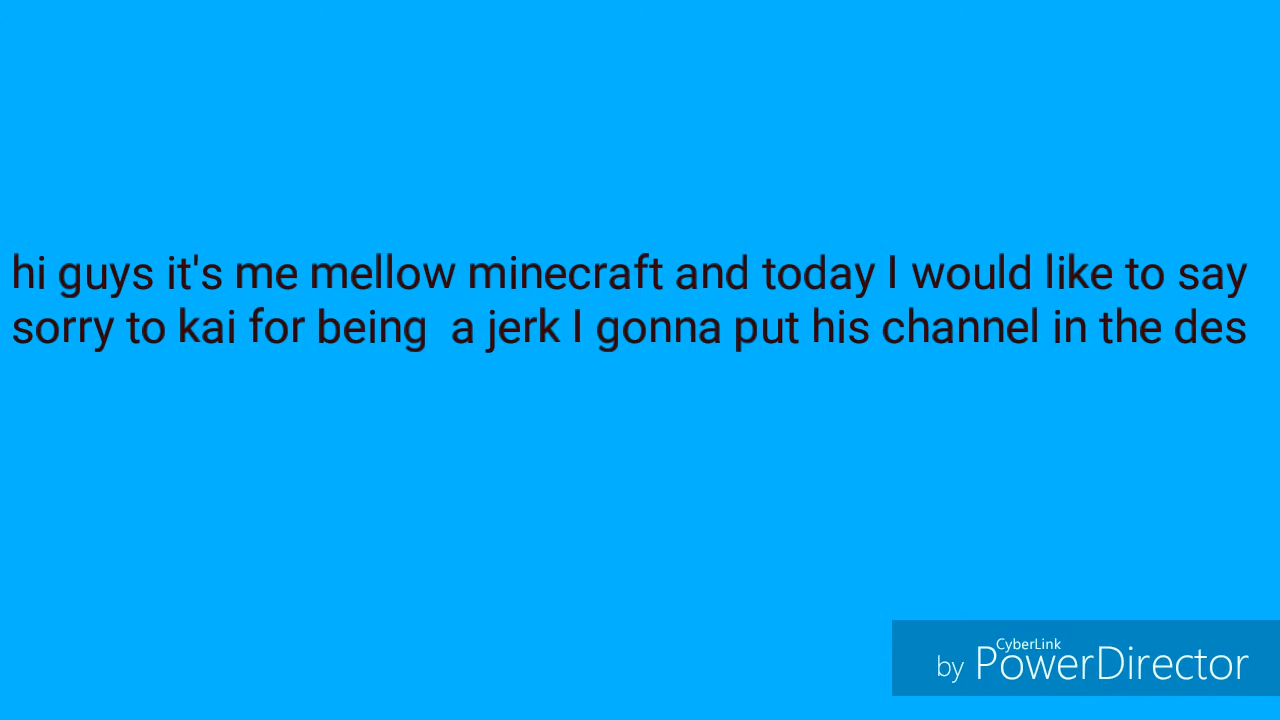 hi guys it's me mellow minecraft and today I would like to say
sorry to kai for being  a jerk I gonna put his channel in the des
CyberLink
by PowerDirector